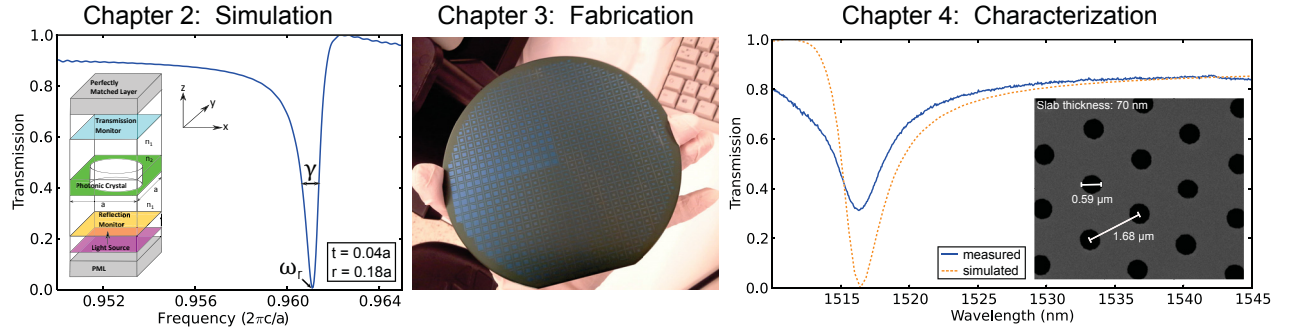 Chapter 2: Simulation
Chapter 3: Fabrication
Chapter 4: Characterization
1.0
0.8
0.6
0.4
0.2
0.0
Transmission
0.952
0.956
0.960
0.964
Frequency (2πc/a)
Perfectly
Matched Layer
Transmission
Monitor
n₁
n₂
Photonic Crystal
a
a
n₁
Reflection
Monitor
Light Source
PML
z
y
x
γ
ωr
t = 0.04a
r = 0.18a
1.0
0.8
0.6
0.4
0.2
0.0
Transmission
1510
1515
1520
1525
1530
1535
1540
1545
Wavelength (nm)
measured
simulated
Slab thickness: 70 nm
0.59 µm
1.68 µm